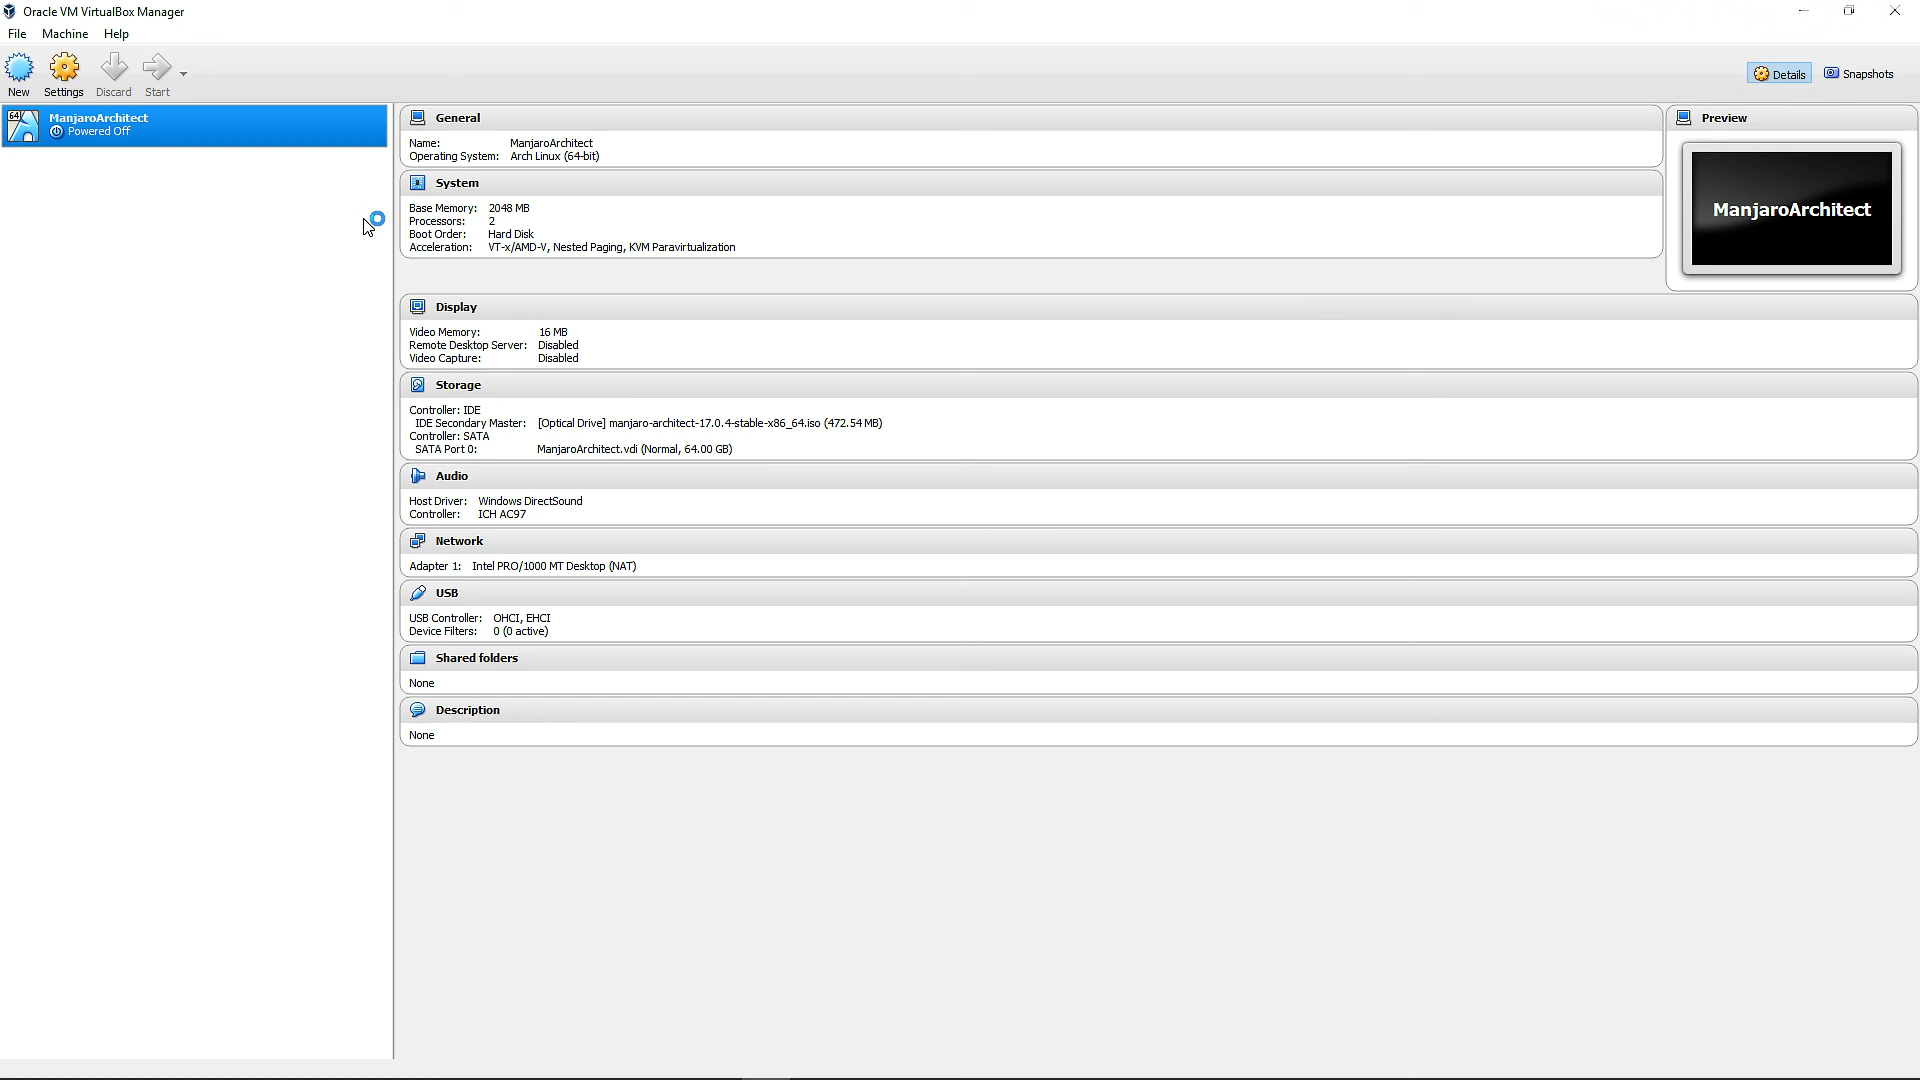 Oracle VM VirtualBox Manager
File Machine Help
New Settings Discard Start
Details Snapshots
64
ManjaroArchitect
Powered Off
General
Name: ManjaroArchitect
Operating System: Arch Linux (64-bit)
System
Base Memory: 2048 MB
Processors: 2
Boot Order: Hard Disk
Acceleration: VT-x/AMD-V, Nested Paging, KVM Paravirtualization
Preview
ManjaroArchitect
Display
Video Memory: 16 MB
Remote Desktop Server: Disabled
Video Capture: Disabled
Storage
Controller: IDE
IDE Secondary Master: [Optical Drive] manjaro-architect-17.0.4-stable-x86_64.iso (472.54 MB)
Controller: SATA
SATA Port 0: ManjaroArchitect.vdi (Normal, 64.00 GB)
Audio
Host Driver: Windows DirectSound
Controller: ICH AC97
Network
Adapter 1: Intel PRO/1000 MT Desktop (NAT)
USB
USB Controller: OHCI, EHCI
Device Filters: 0 (0 active)
Shared folders
None
Description
None